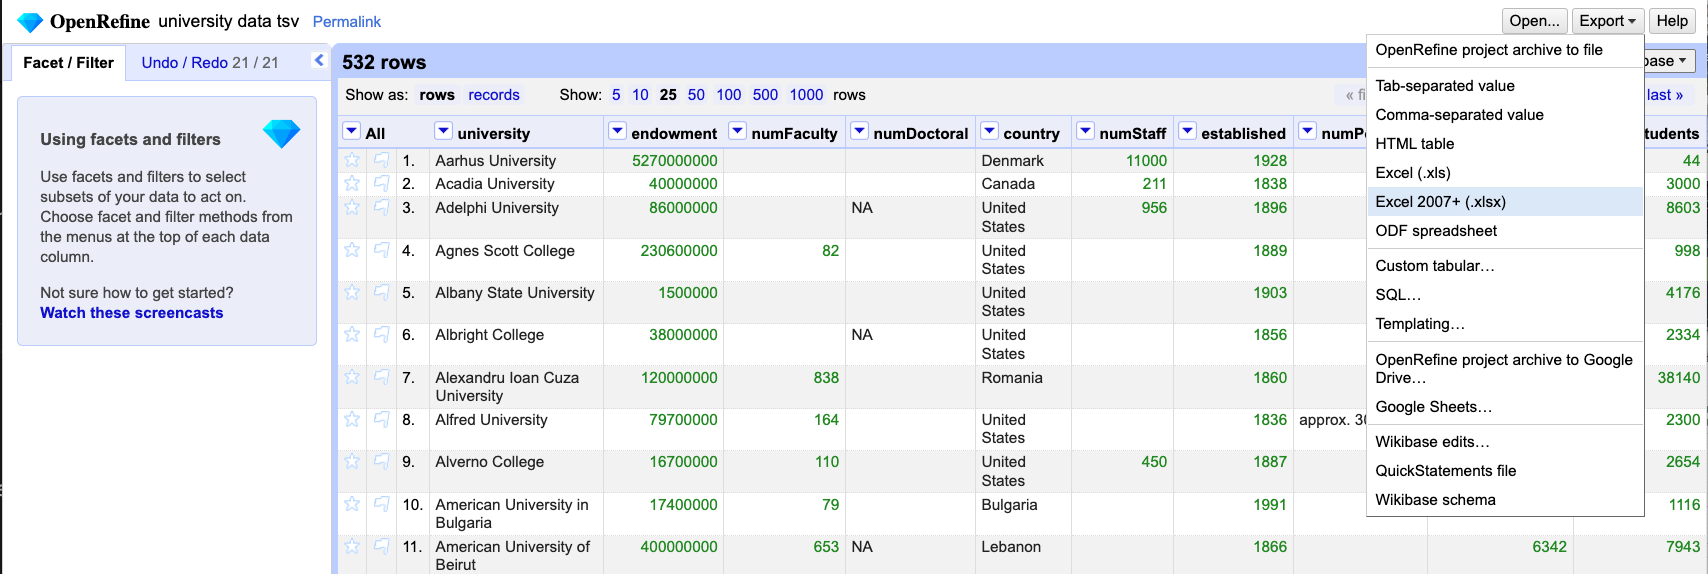 OpenRefine university data tsv Permalink Open... Export Help
Facet / Filter Undo / Redo 21 / 21
532 rows
Show as: rows records Show: 5 10 25 50 100 500 1000 rows « last »
Using facets and filters
Use facets and filters to select
subsets of your data to act on.
Choose facet and filter methods from
the menus at the top of each data
column.
Not sure how to get started?
Watch these screencasts
All university endowment numFaculty numDoctoral country numStaff established
1. Aarhus University 5270000000 Denmark 11000 1928 44
2. Acadia University 40000000 Canada 211 1838 3000
3. Adelphi University 86000000 NA United 956 1896 8603
States
4. Agnes Scott College 230600000 82 United 1889 998
States
5. Albany State University 1500000 United 1903 4176
States
6. Albright College 38000000 NA United 1856 2334
States
7. Alexandru Ioan Cuza 120000000 838 Romania 1860 38140
University
8. Alfred University 79700000 164 United 1836 approx. 2300
States
9. Alverno College 16700000 110 United 450 1887 2654
States
10. American University in 17400000 79 Bulgaria 1991 1116
Bulgaria
11. American University of 400000000 653 NA Lebanon 1866 6342 7943
Beirut
OpenRefine project archive to file
Tab-separated value
Comma-separated value
HTML table
Excel (.xls)
Excel 2007+ (.xlsx)
ODF spreadsheet
Custom tabular…
SQL…
Templating…
OpenRefine project archive to Google
Drive…
Google Sheets…
Wikibase edits…
QuickStatements file
Wikibase schema